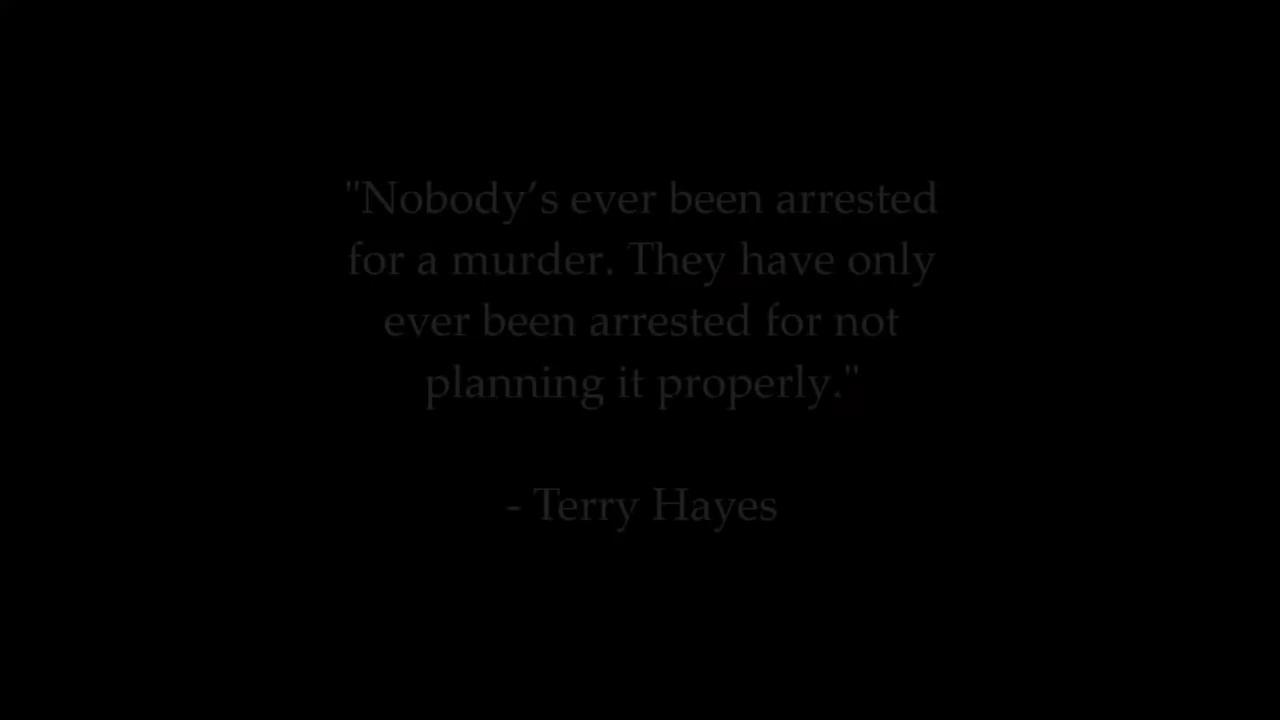 "Nobody’s ever been arrested
for a murder. They have only
ever been arrested for not
planning it properly."
- Terry Hayes